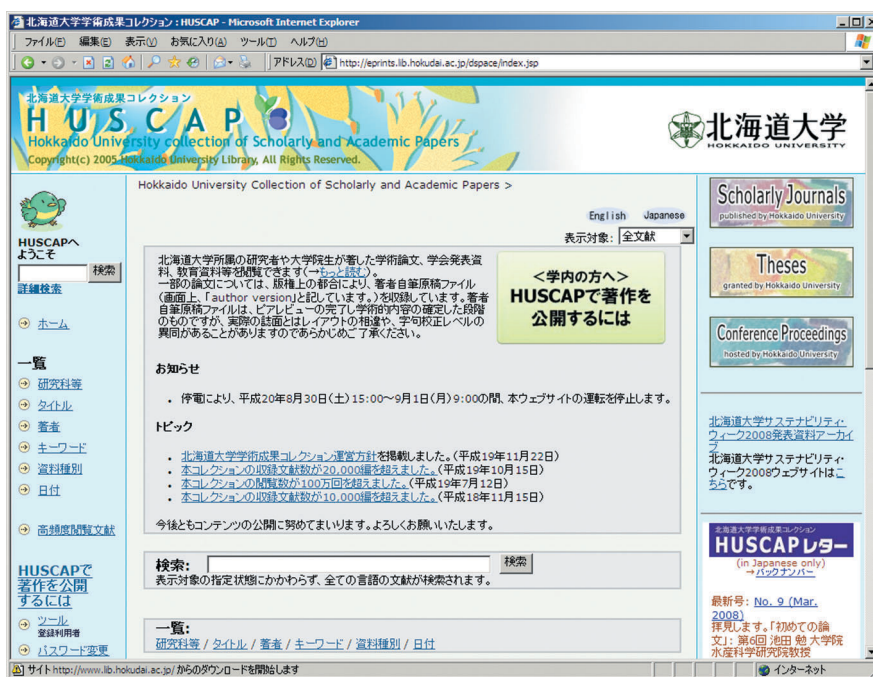 北海道大学学術成果コレクション : HUSCAP - Microsoft Internet Explorer
ファイル(F) 編集(E) 表示(V) お気に入り(A) ツール(T) ヘルプ(H)
アドレス(D) http://eprints.lib.hokudai.ac.jp/dspace/index.jsp
北海道大学学術成果コレクション
HUSCAP
Hokkaido University collection of Scholarly and Academic Papers
Copyright(c) 2005 Hokkaido University Library, All Rights Reserved.
北海道大学
HOKKAIDO UNIVERSITY
HUSCAPへ
ようこそ
検索
詳細検索
ホーム
一覧
研究科等
タイトル
著者
キーワード
資料種別
日付
高頻度閲覧文献
HUSCAPで
著作を公開
するには
ツール
登録利用者
パスワード変更
Hokkaido University Collection of Scholarly and Academic Papers >
English Japanese
表示対象: 全文献
北海道大学所属の研究者や大学院生が著した学術論文、学会発表資
料、教育資料等を閲覧できます(→もっと読む)。
一部の論文については、版権上の都合により、著者自筆原稿ファイル
(画面上、「author version」と記しています。)を収録しています。著者
自筆原稿ファイルは、ピアレビューの完了し学術的内容の確定した段階
のものですが、実際の誌面とはレイアウトの相違や、字句校正レベルの
異同があることがありますのであらかじめご了承ください。
<学内の方へ>
HUSCAPで著作を
公開するには
お知らせ
• 停電により、平成20年8月30日(土)15:00～9月1日(月)9:00の間、本ウェブサイトの運転を停止します。
トピック
• 北海道大学学術成果コレクション運営方針を掲載しました。(平成19年11月22日)
• 本コレクションの収録文献数が20,000編を超えました。(平成19年10月15日)
• 本コレクションの閲覧数が100万回を超えました。(平成19年7月12日)
• 本コレクションの収録文献数が10,000編を超えました。(平成18年11月15日)
今後ともコンテンツの公開に努めてまいります。よろしくお願いいたします。
検索: 検索
表示対象の指定状態にかかわらず、全ての言語の文献が検索されます。
一覧:
研究科等 / タイトル / 著者 / キーワード / 資料種別 / 日付
Scholarly Journals
published by Hokkaido University
Theses
granted by Hokkaido University
Conference Proceedings
hosted by Hokkaido University
北海道大学サステナビリティ・
ウィーク2008発表資料アーカイ
ブ
北海道大学サステナビリティ・
ウィーク2008ウェブサイトはこ
ちらです。
北海道大学学術成果コレクション
HUSCAPレター
(in Japanese only)
→バックナンバー
最新号: No. 9 (Mar.
2008)
拝見します。「初めての論
文」: 第6回 池田 勉 大学院
水産科学研究院教授
サイト http://www.lib.hokudai.ac.jp/ からのダウンロードを開始します
インターネット